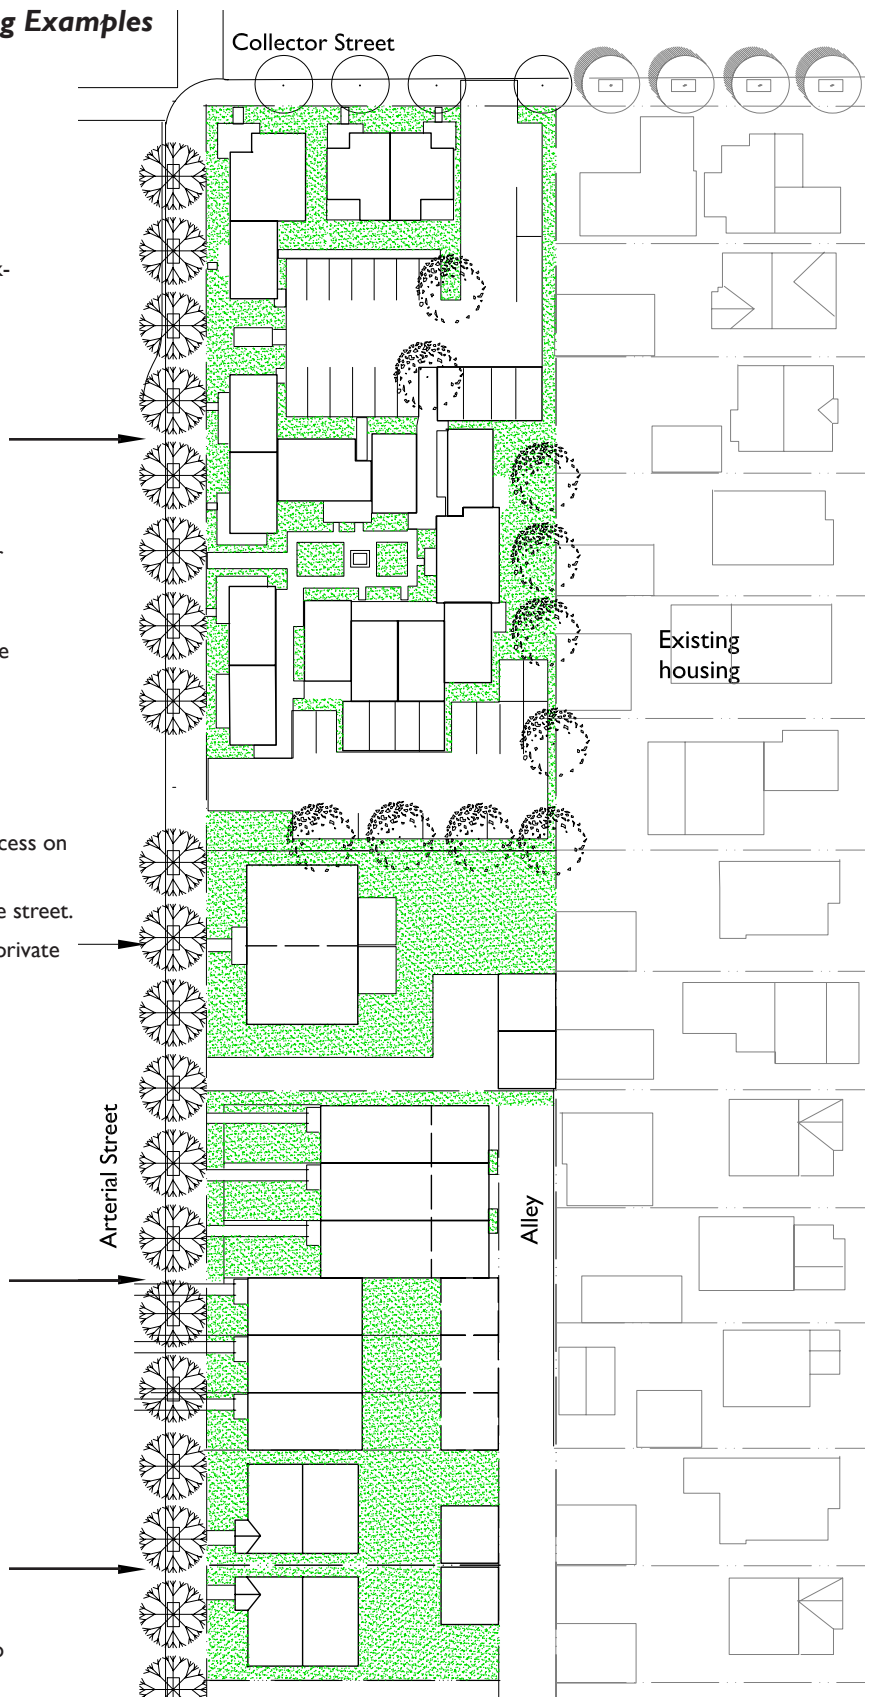 g Examples
Collector Street
k-
r
e
Existing
housing
cess on
e street.
private
Arterial Street
Alley
o